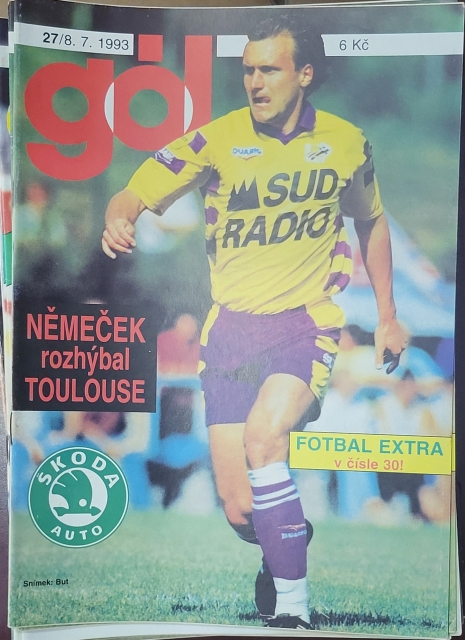 27/8. 7. 1993
6 Kč
gól
SUD
RADIO
NĚMEČEK
rozhýbal
TOULOUSE
FOTBAL EXTRA
v čísle 30!
ŠKODA
AUTO
Snímek: But